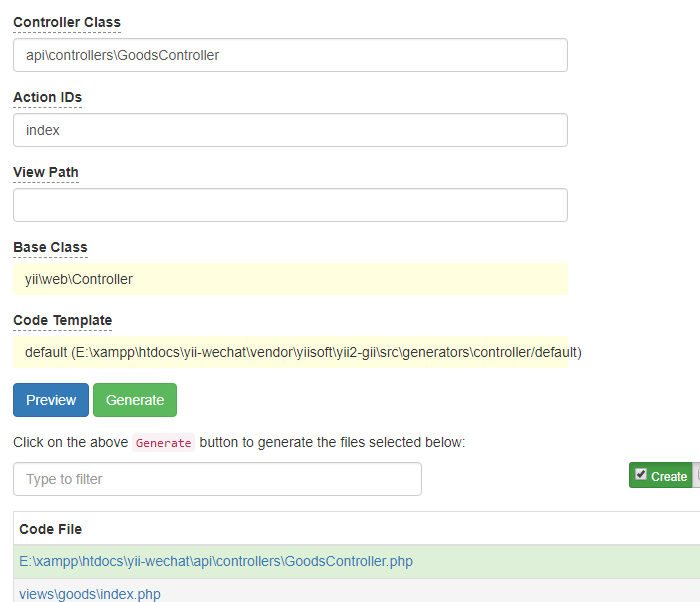 Controller Class
api\controllers\GoodsController
Action IDs
index
View Path
Base Class
yii\web\Controller
Code Template
default (E:\xampp\htdocs\yii-wechat\vendor\yiisoft\yii2-gii\src\generators\controller/default)
Preview Generate
Click on the above Generate button to generate the files selected below:
Type to filter
Create
Code File
E:\xampp\htdocs\yii-wechat\api\controllers\GoodsController.php
views\goods\index.php